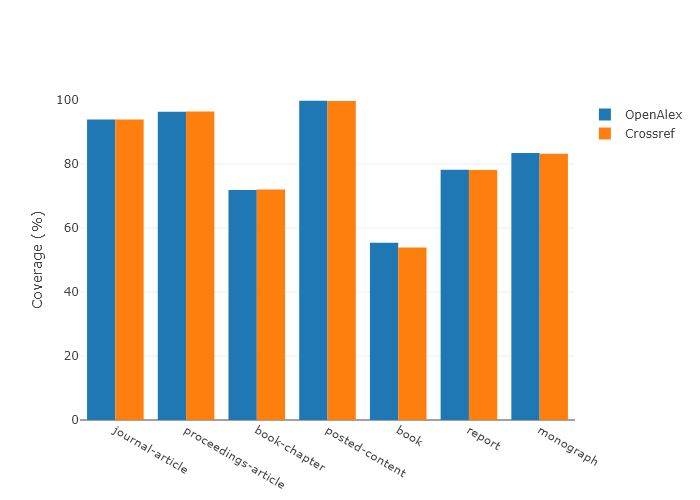 100
80
60
40
20
0
Coverage (%)
journal-article
proceedings-article
book-chapter
posted-content
book
report
monograph
OpenAlex
Crossref